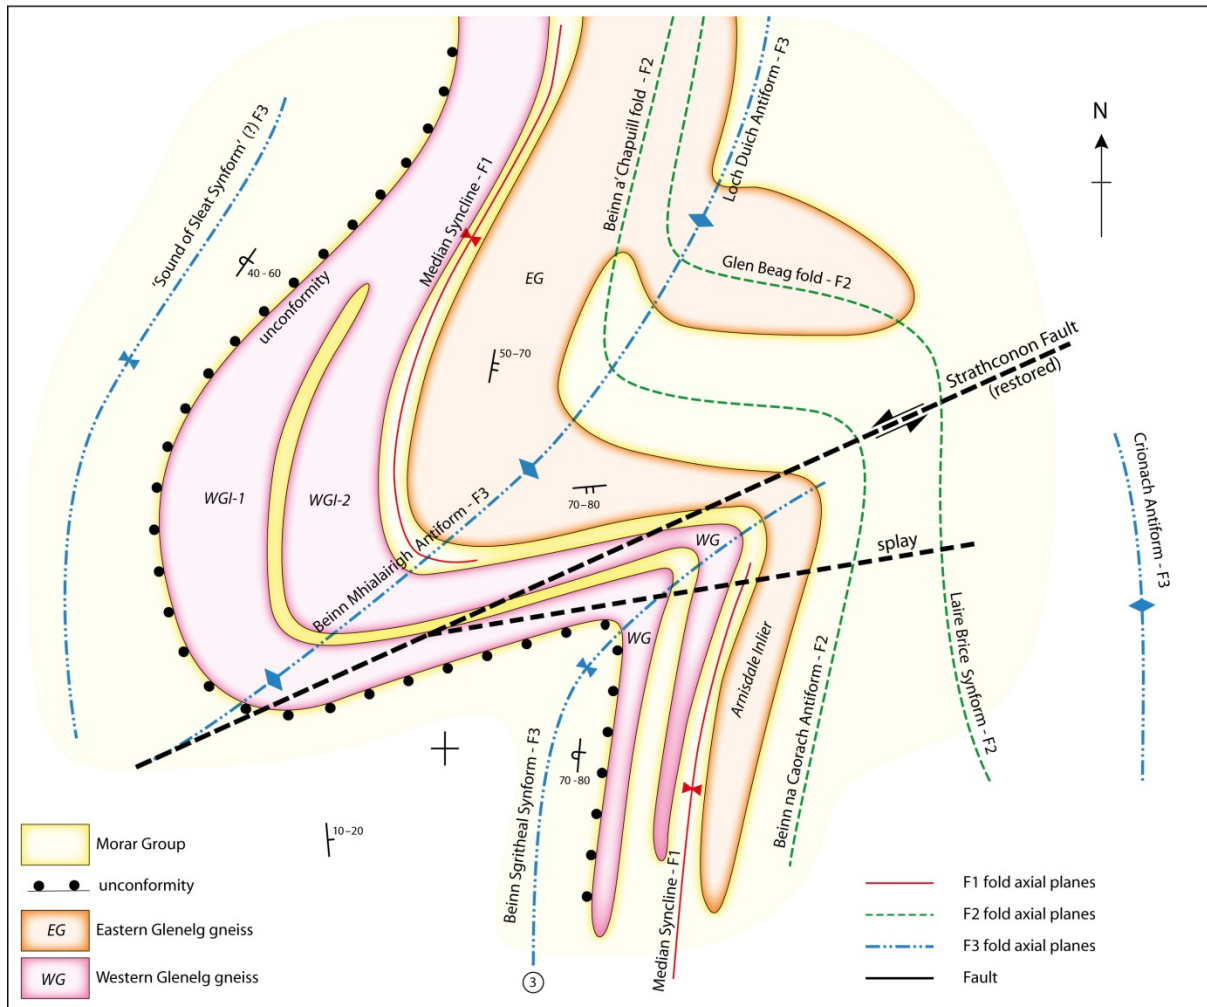 N
'Sound of Sleat Synform' (?) F3
40 - 60
unconformity
Median Syncline - F1
Beinn a' Chapuill fold - F2
Loch Duich Antiform - F3
EG
Glen Beag fold - F2
50 - 70
Strathconon Fault
(restored)
Crionach Antiform - F3
WGI-1
WGI-2
70 - 80
Beinn Mhialairigh Antiform - F3
WG
splay
WG
Arnisdale Inlier
Beinn na Caorach Antiform - F2
Laire Brice Synform - F2
Beinn Sgritheal Synform - F3
70 - 80
10 - 20
Median Syncline - F1
3
Morar Group
unconformity
EG Eastern Glenelg gneiss
WG Western Glenelg gneiss
F1 fold axial planes
F2 fold axial planes
F3 fold axial planes
Fault